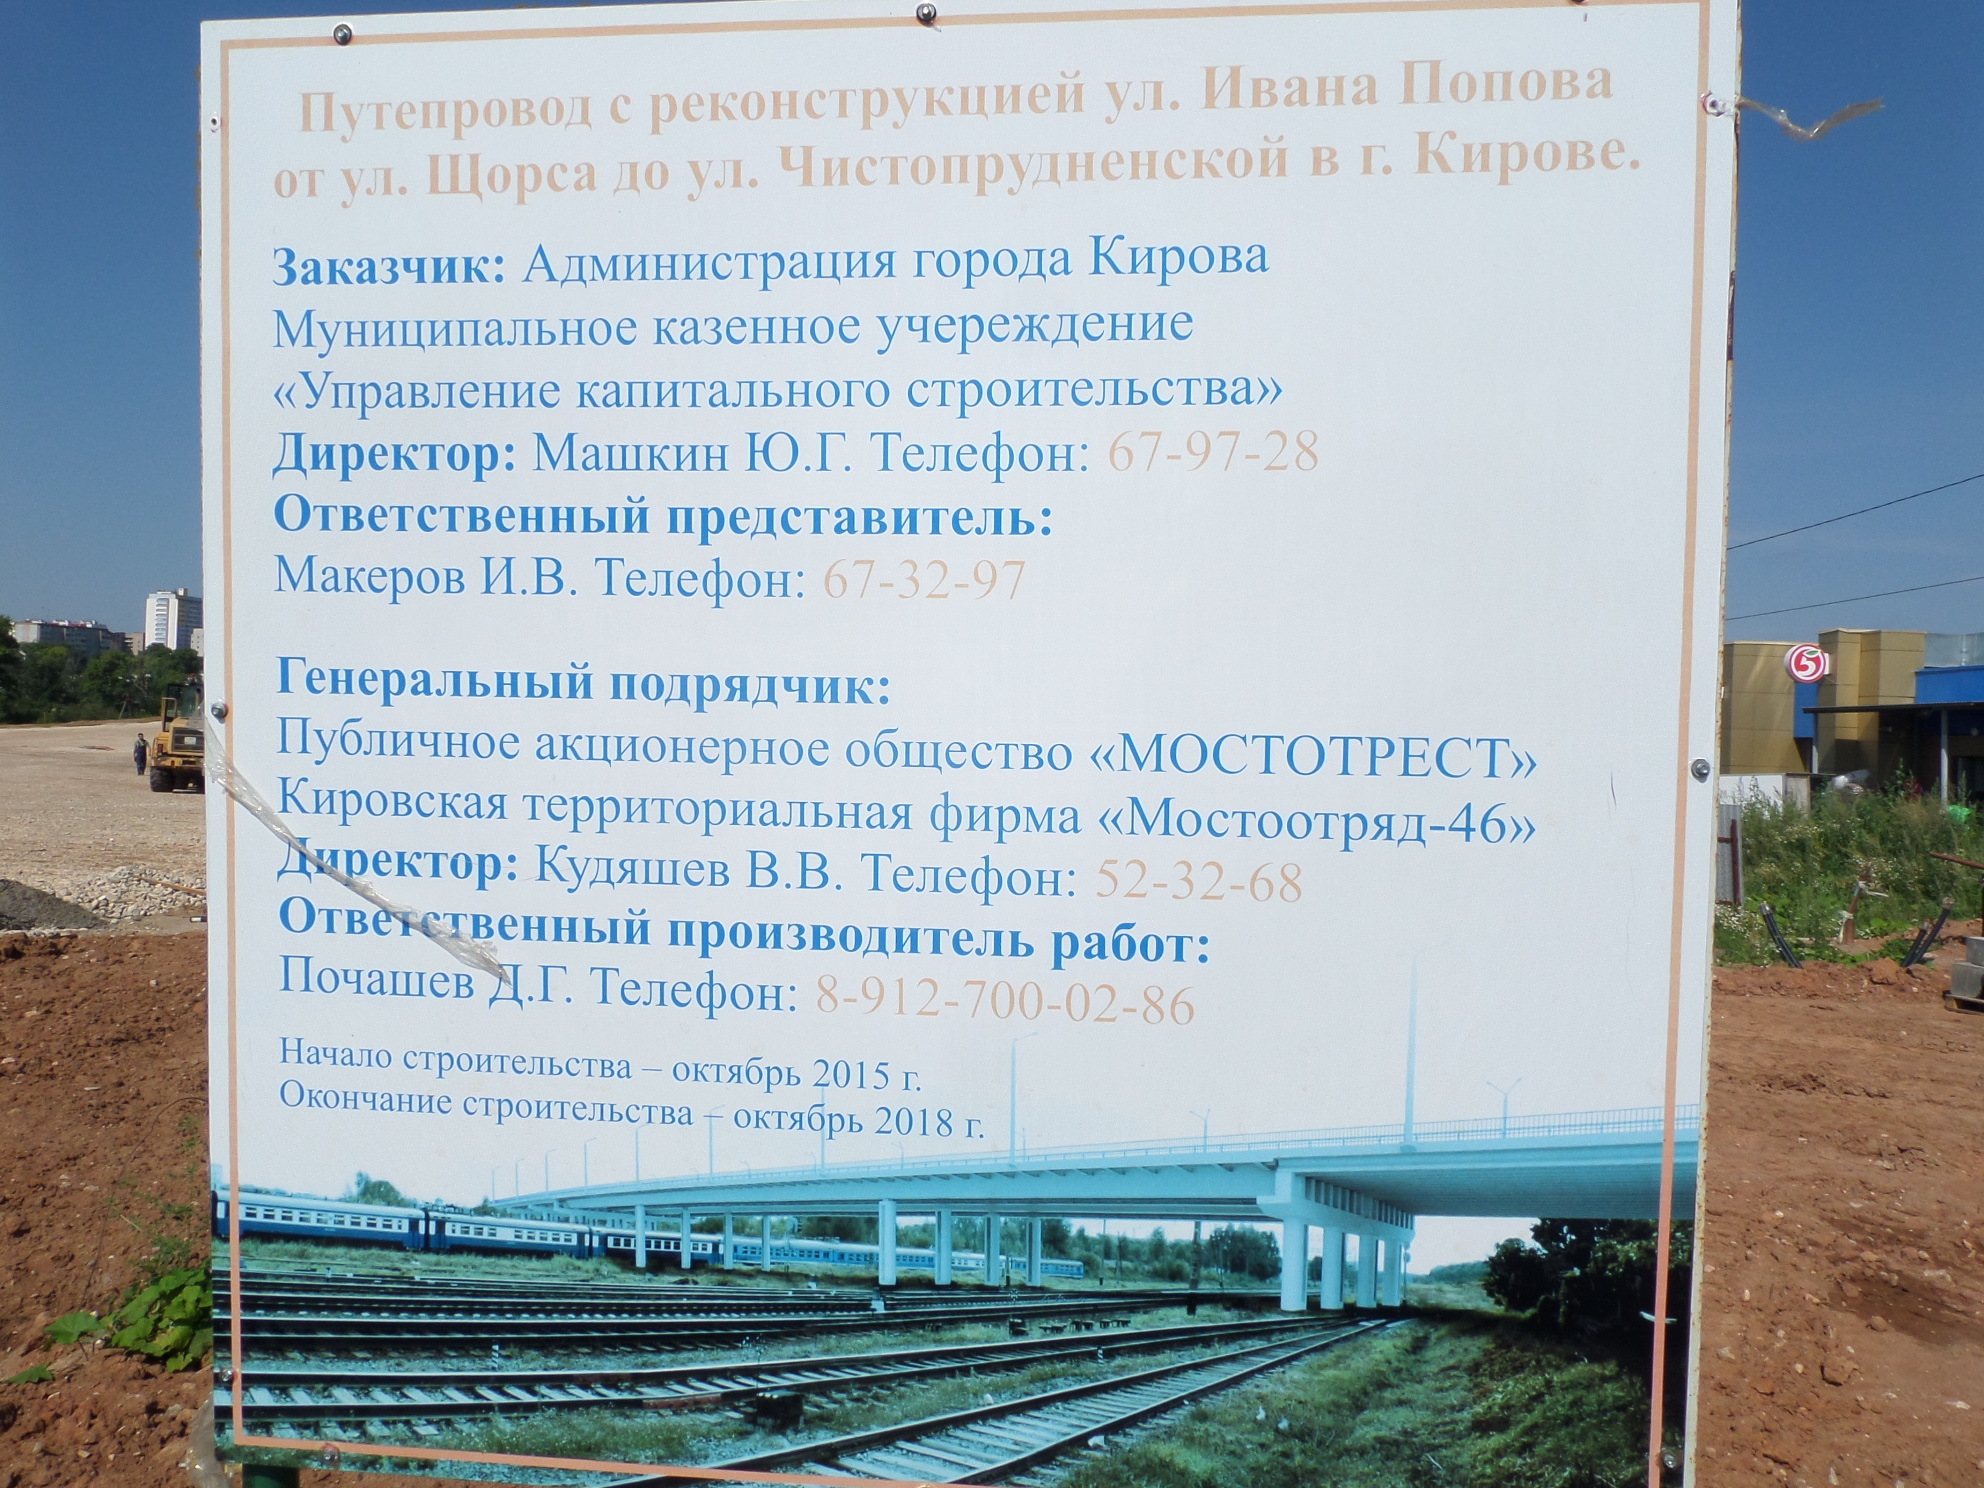 Путепровод с реконструкцией ул. Ивана Попова
от ул. Щорса до ул. Чистопрудненской в г. Кирове.
Заказчик: Администрация города Кирова
Муниципальное казенное учереждение
«Управление капитального строительства»
Директор: Машкин Ю.Г. Телефон: 67-97-28
Ответственный представитель:
Макеров И.В. Телефон: 67-32-97
Генеральный подрядчик:
Публичное акционерное общество «МОСТОТРЕСТ»
Кировская территориальная фирма «Мостоотряд-46»
Директор: Кудяшев В.В. Телефон: 52-32-68
Ответственный производитель работ:
Почашев Д.Г. Телефон: 8-912-700-02-86
Начало строительства – октябрь 2015 г.
Окончание строительства – октябрь 2018 г.
5